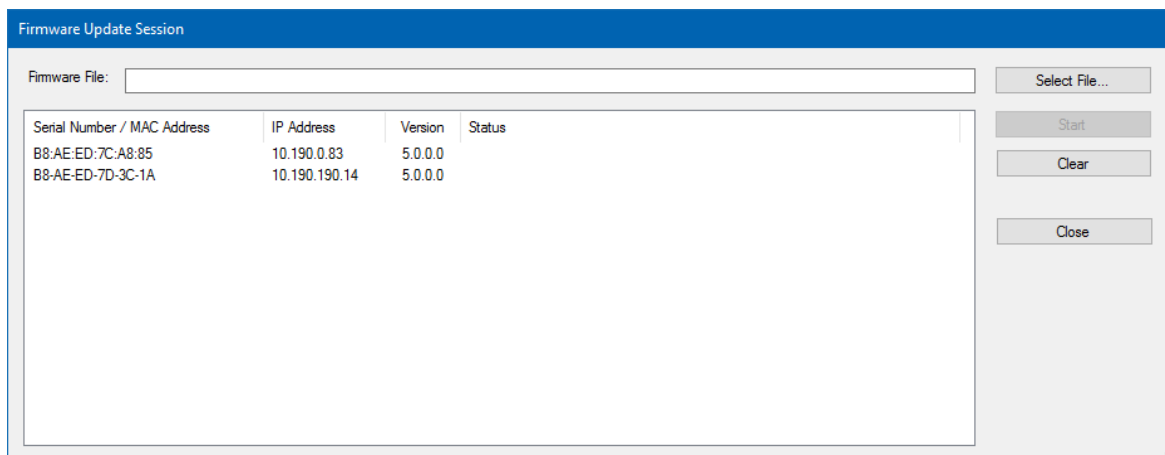 Firmware Update Session
Firmware File: Select File...
Serial Number / MAC Address IP Address Version Status Start
B8:AE:ED:7C:A8:85 10.190.0.83 5.0.0.0 Clear
B8-AE-ED-7D-3C-1A 10.190.190.14 5.0.0.0
Close